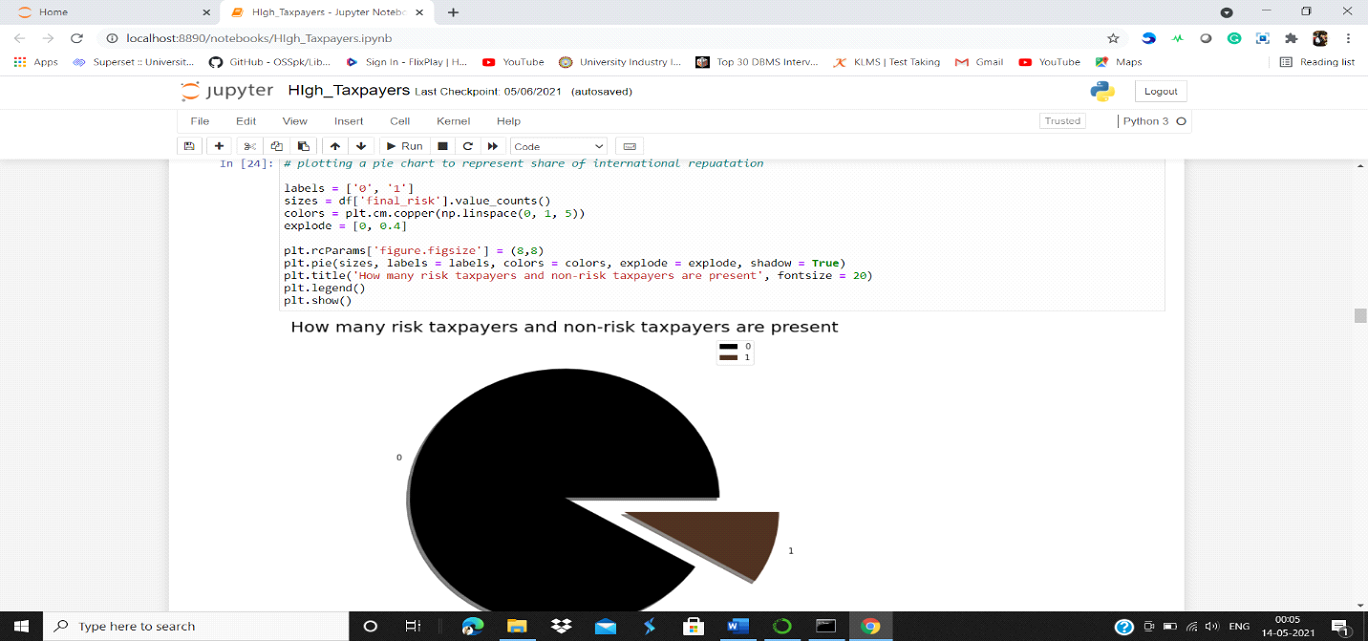 Home
HIgh_Taxpayers - Jupyter Notebo
localhost:8890/notebooks/HIgh_Taxpayers.ipynb
Apps Superset :: Universit... GitHub - OSSpk/Lib... Sign In - FlixPlay | H... YouTube University Industry I... Top 30 DBMS Interv... KLMS | Test Taking Gmail YouTube Maps Reading list
jupyter HIgh_Taxpayers Last Checkpoint: 05/06/2021 (autosaved) Logout
File Edit View Insert Cell Kernel Help Trusted Python 3
Run Code
In [24]: # plotting a pie chart to represent share of international repuatation
labels = ['0', '1']
sizes = df['final_risk'].value_counts()
colors = plt.cm.copper(np.linspace(0, 1, 5))
explode = [0, 0.4]
plt.rcParams['figure.figsize'] = (8,8)
plt.pie(sizes, labels = labels, colors = colors, explode = explode, shadow = True)
plt.title('How many risk taxpayers and non-risk taxpayers are present', fontsize = 20)
plt.legend()
plt.show()
How many risk taxpayers and non-risk taxpayers are present
0
1
0
1
Type here to search
ENG
00:05
14-05-2021
1